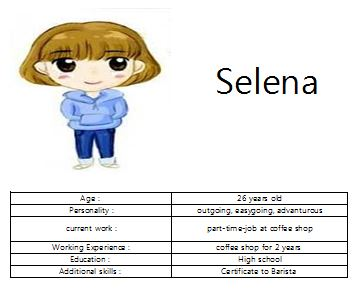 Selena
Age : 26 years old
Personality : outgoing, easygoing, advanturous
current work : part-time-job at coffee shop
Working Experience : coffee shop for 2 years
Education : High school
Additional skills : Certificate to Barista